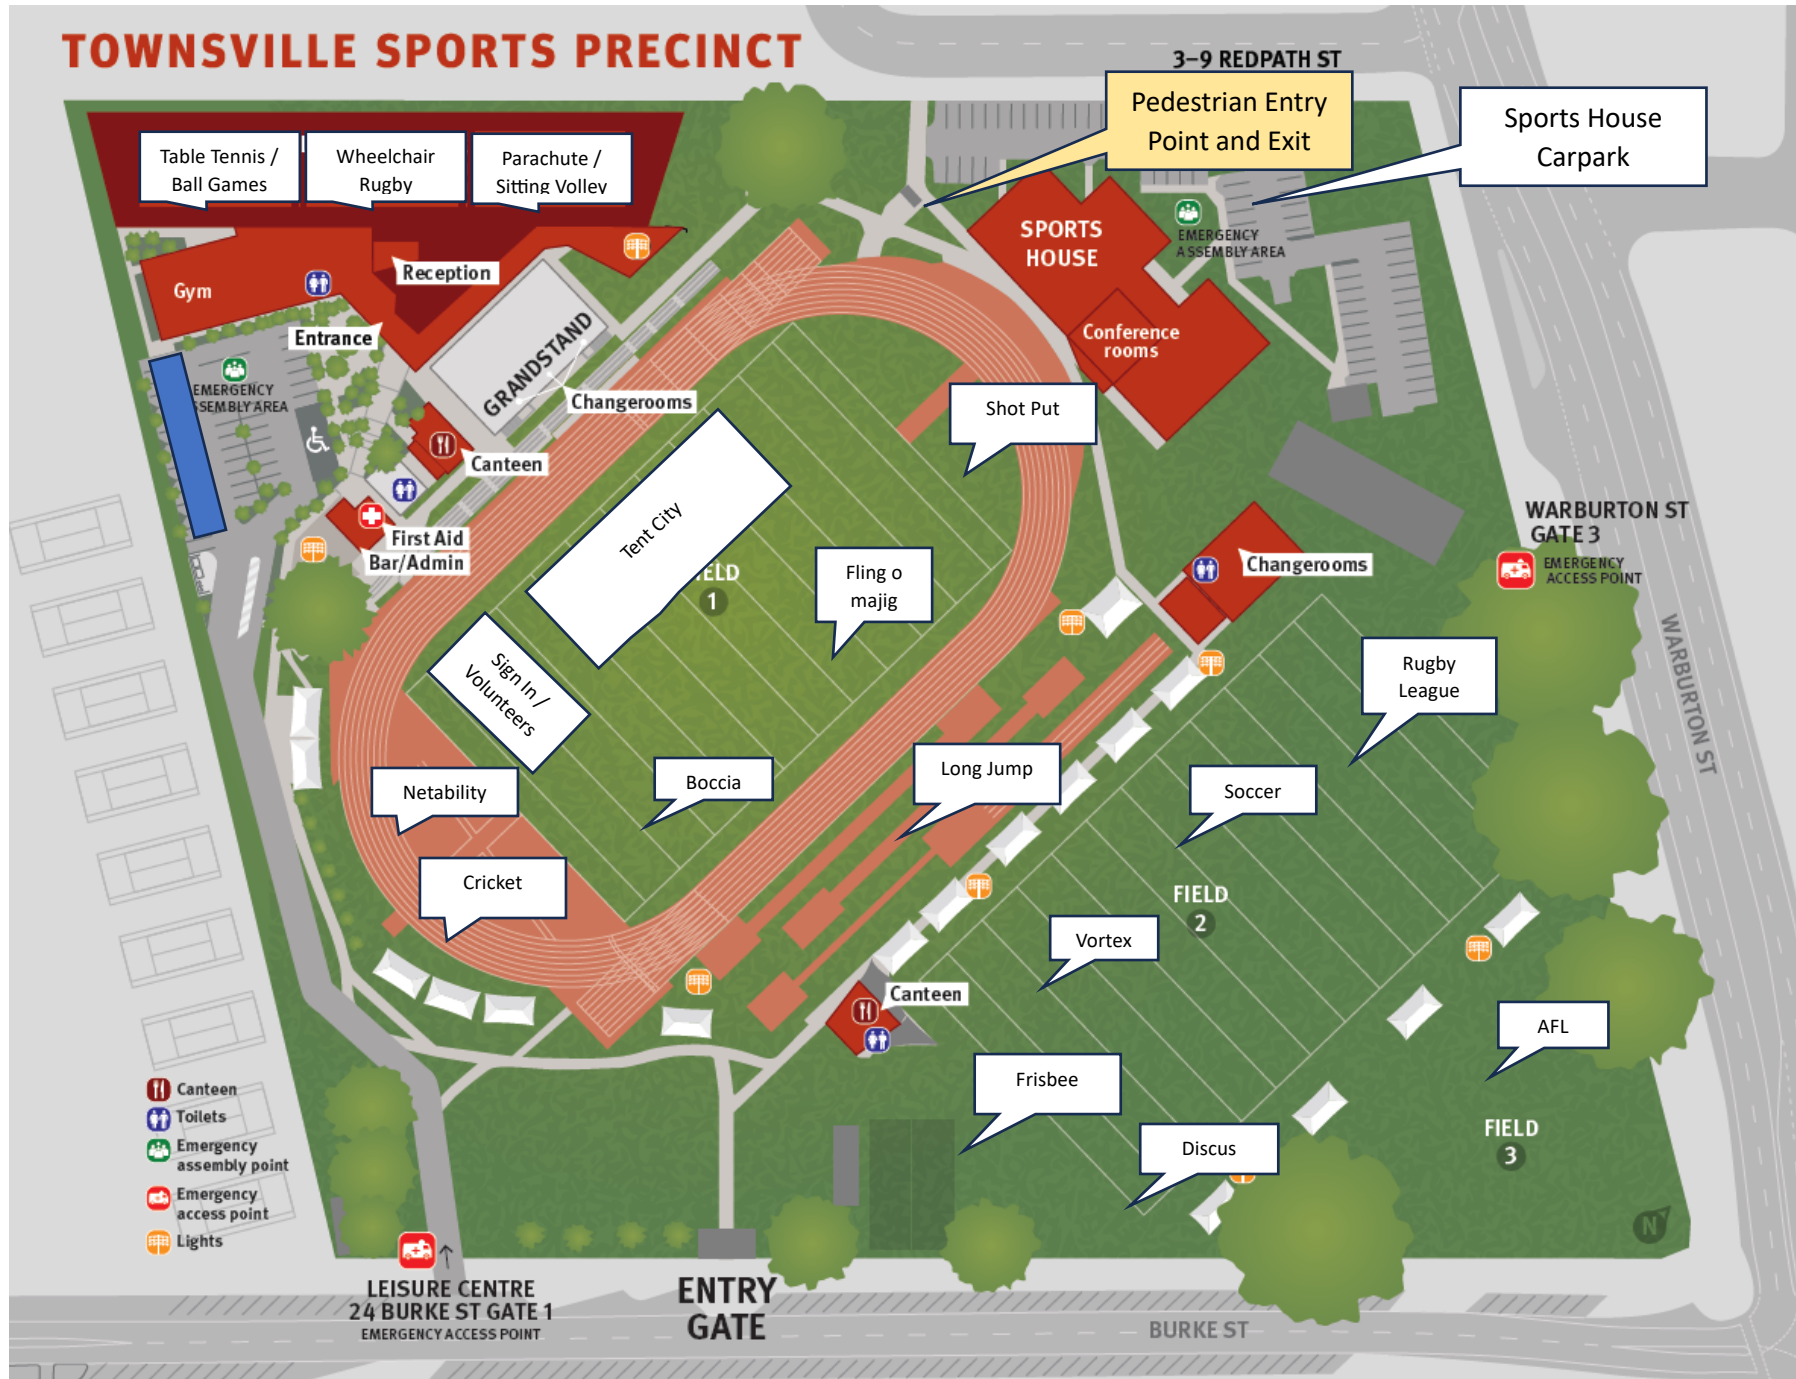 TOWNSVILLE SPORTS PRECINCT
3–9 REDPATH ST
Pedestrian Entry
Point and Exit
Sports House
Carpark
Table Tennis /
Ball Games
Wheelchair
Rugby
Parachute /
Sitting Volley
SPORTS
HOUSE
EMERGENCY
ASSEMBLY AREA
Reception
Gym
Entrance
GRANDSTAND
Conference
rooms
EMERGENCY
SSEMBLY AREA
Changerooms
Shot Put
Canteen
Tent City
WARBURTON ST
GATE 3
EMERGENCY
ACCESS POINT
First Aid
Bar/Admin
Changerooms
IELD
1
Fling o
majig
WARBURTON ST
Sign In /
Volunteers
Rugby
League
Netability
Boccia
Long Jump
Soccer
Cricket
FIELD
2
Vortex
Canteen
AFL
Frisbee
Discus
FIELD
3
N
Canteen
Toilets
Emergency
assembly point
Emergency
access point
Lights
LEISURE CENTRE
24 BURKE ST GATE 1
EMERGENCY ACCESS POINT
ENTRY
GATE
BURKE ST